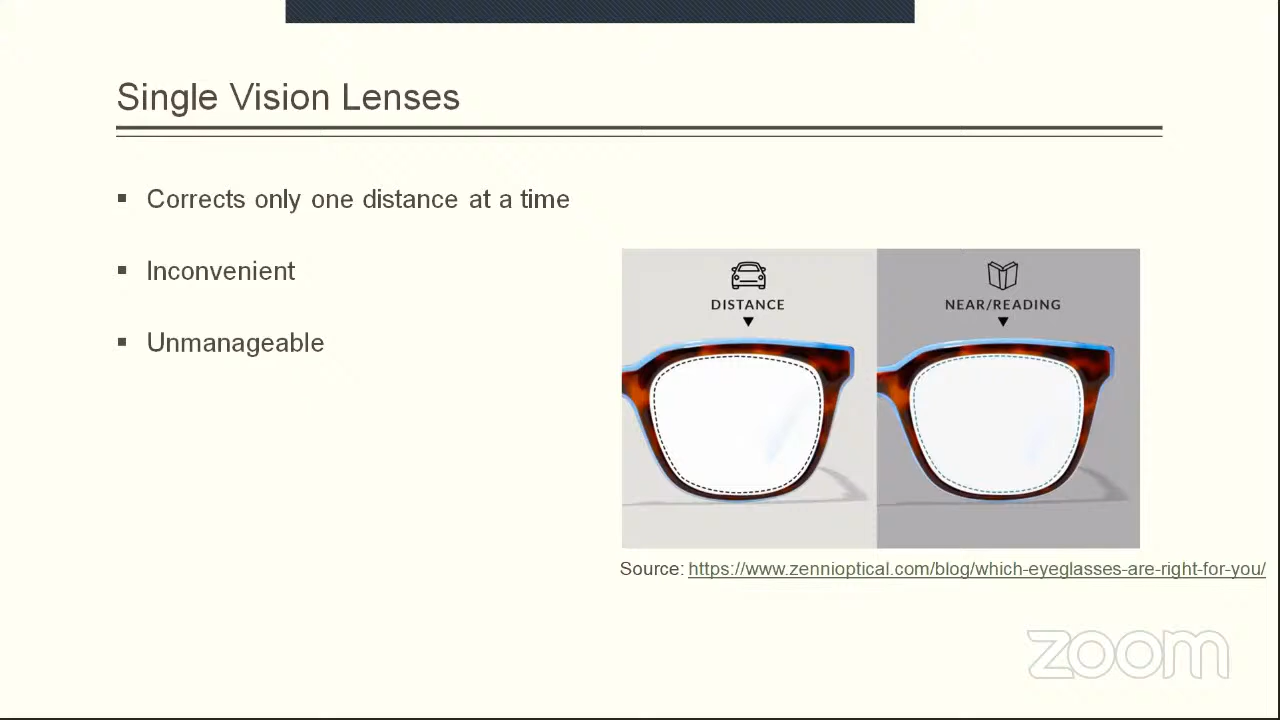 Single Vision Lenses
Corrects only one distance at a time
Inconvenient
Unmanageable
DISTANCE
NEAR/READING
Source: https://www.zennioptical.com/blog/which-eyeglasses-are-right-for-you/
zoom